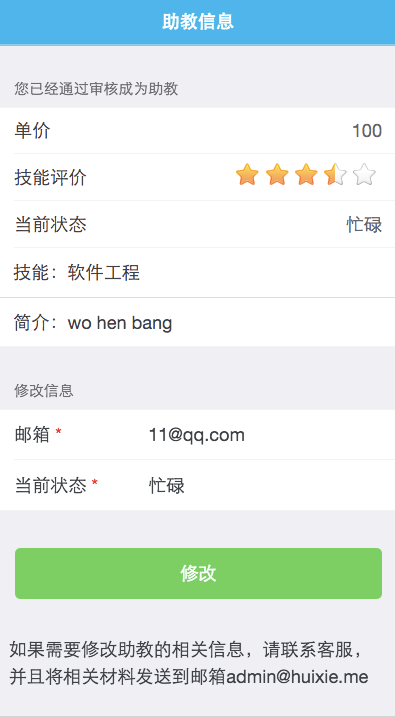 助教信息
您已经通过审核成为助教
单价 100
技能评价
当前状态 忙碌
技能：软件工程
简介：wo hen bang
修改信息
邮箱 * 11@qq.com
当前状态 * 忙碌
修改
如果需要修改助教的相关信息，请联系客服，
并且将相关材料发送到邮箱admin@huixie.me